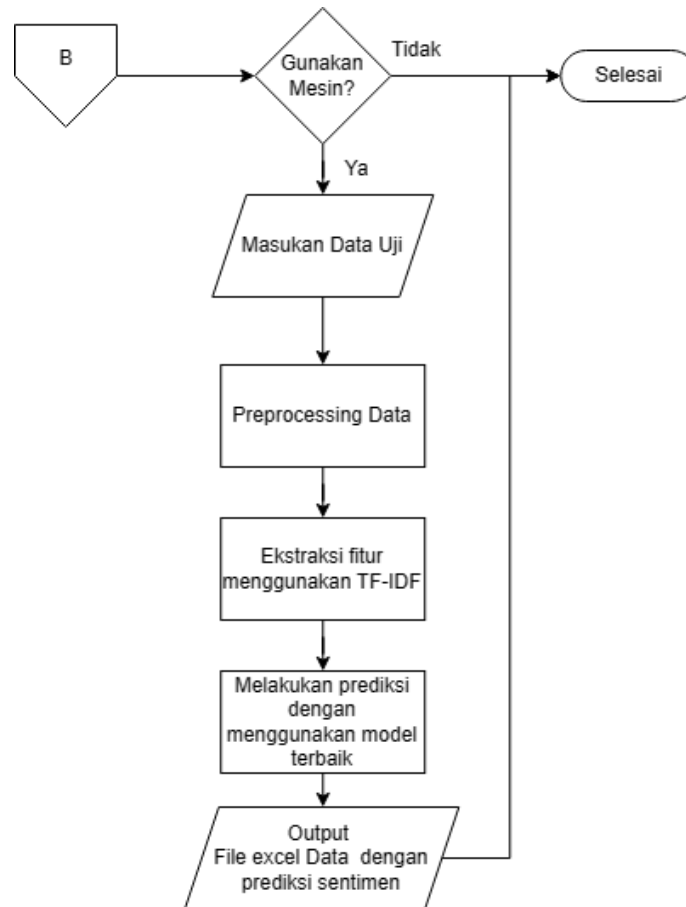 B
Gunakan
Mesin?
Tidak
Selesai
Ya
Masukan Data Uji
Preprocessing Data
Ekstraksi fitur
menggunakan TF-IDF
Melakukan prediksi
dengan
menggunakan model
terbaik
Output
File excel Data dengan
prediksi sentimen